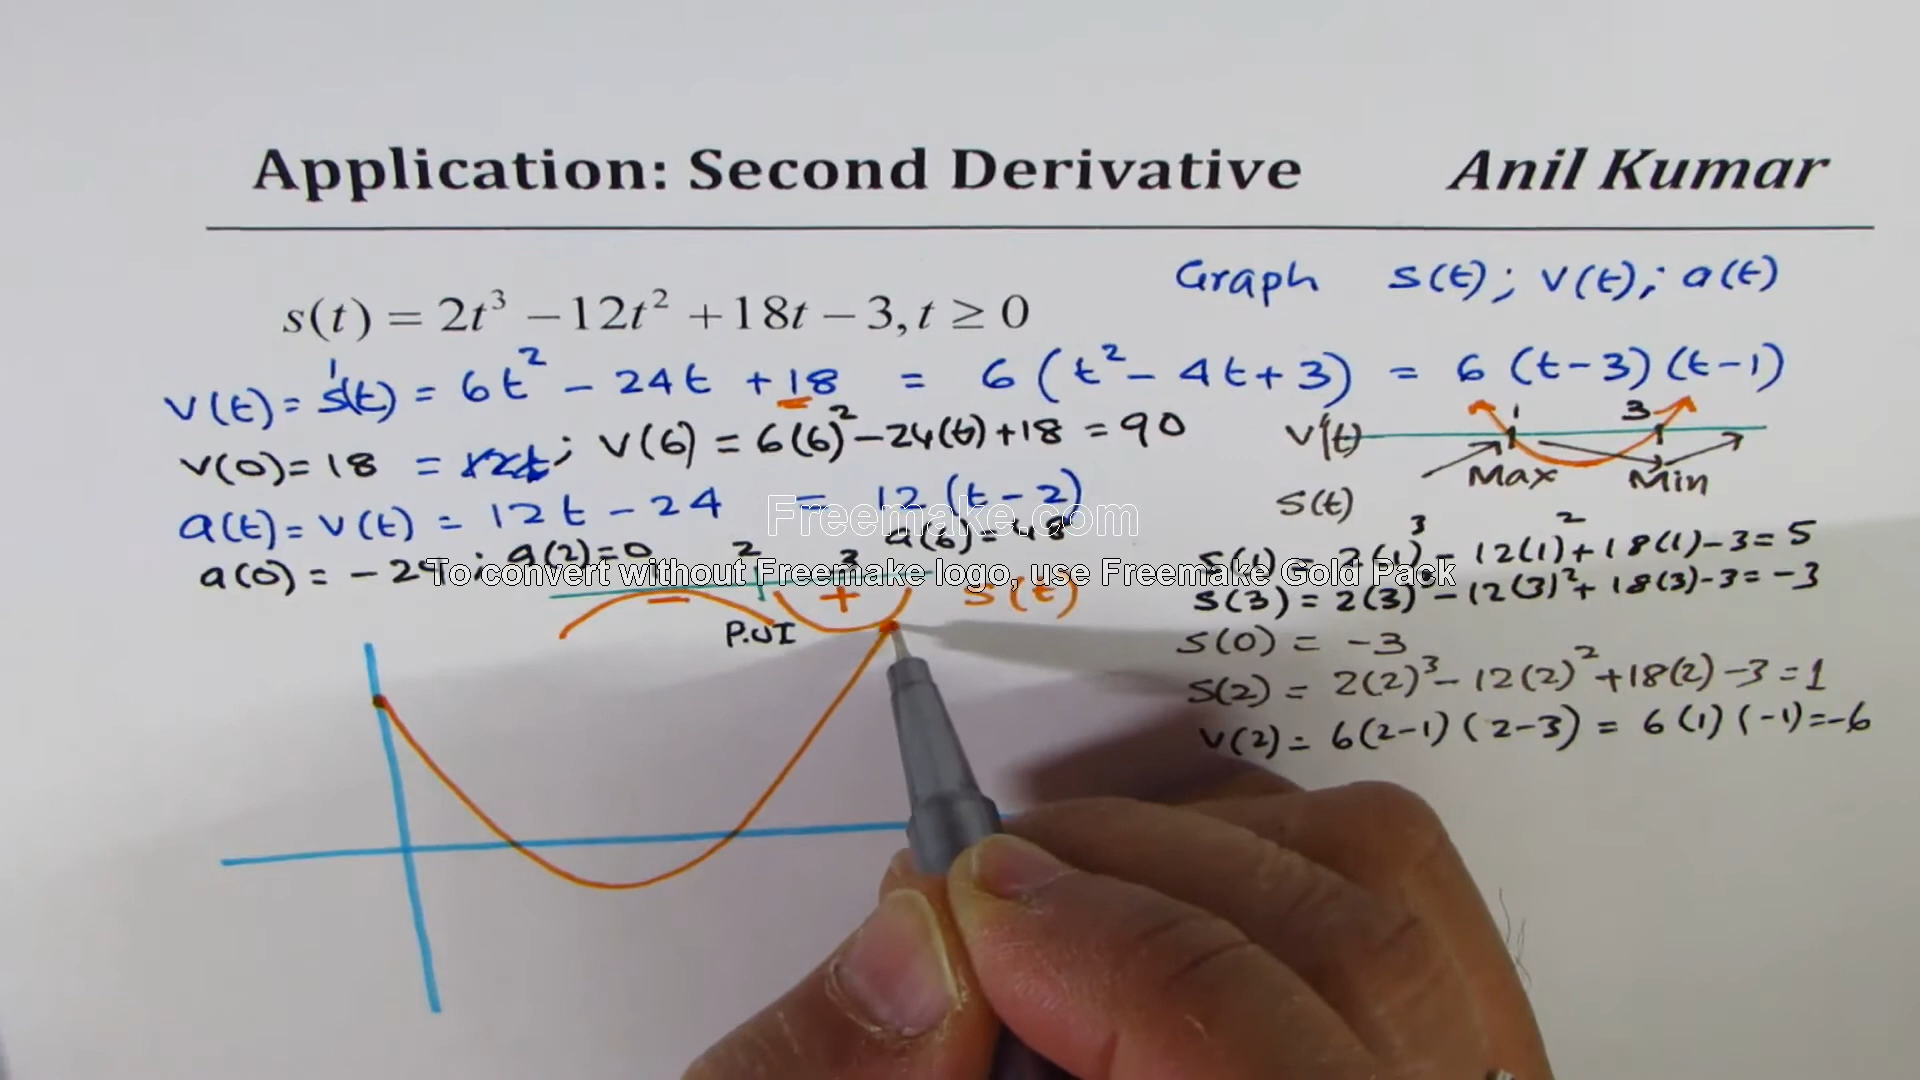 Application: Second Derivative Anil Kumar
Graph s(t); v(t); a(t)
s(t) = 2t³ − 12t² + 18t − 3, t ≥ 0
v(t) = s'(t) = 6t² − 24t + 18 = 6(t² − 4t + 3) = 6(t−3)(t−1)
v(0) = 18 = ; v(6) = 6(6)² − 24(6) + 18 = 90
1 3
v(t)
Max Min
s(t)
a(t) = v(t) = 12t − 24 = 12(t−2)
Freemake.com
a(0) = −24 ; a(2) = 0 a(6) = 48
2 3
To convert without Freemake logo, use Freemake Gold Pack
− + s(t)
P.OI
s(1) = 2(1)³ − 12(1)² + 18(1) − 3 = 5
s(3) = 2(3)³ − 12(3)² + 18(3) − 3 = −3
s(0) = −3
s(2) = 2(2)³ − 12(2)² + 18(2) − 3 = 1
v(2) = 6(2−1)(2−3) = 6(1)(−1) = −6